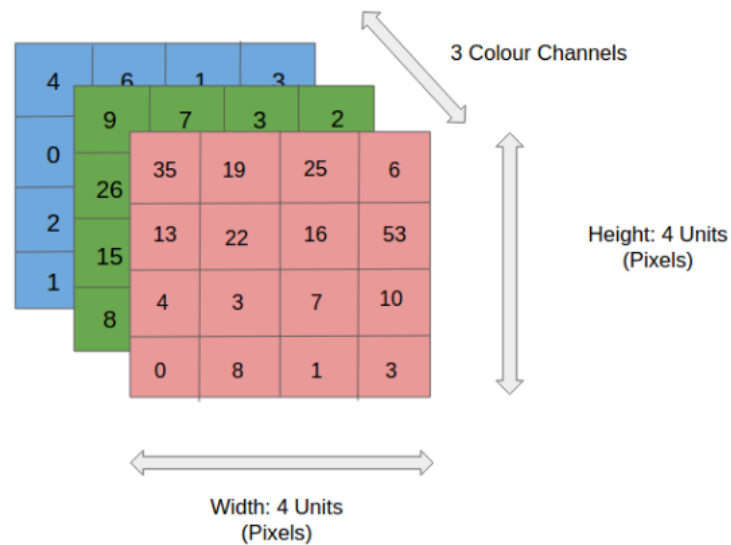 3 Colour Channels
4 6 1 3
0
2
1
9 7 3 2
26
15
8
35 19 25 6
13 22 16 53
4 3 7 10
0 8 1 3
Height: 4 Units
(Pixels)
Width: 4 Units
(Pixels)